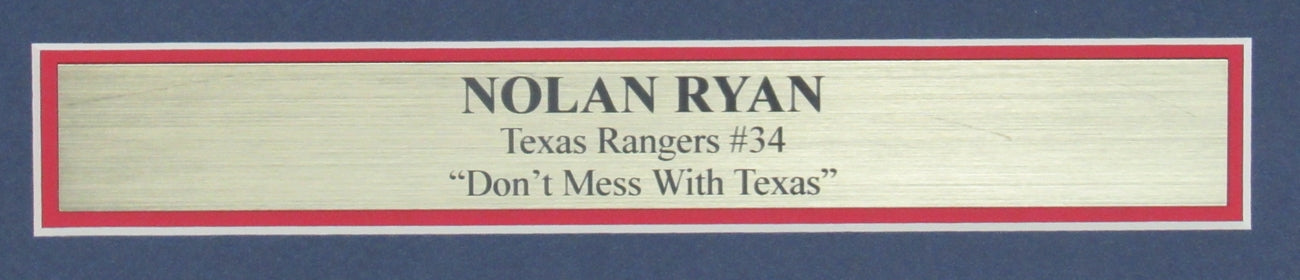 NOLAN RYAN
Texas Rangers #34
“Don’t Mess With Texas”